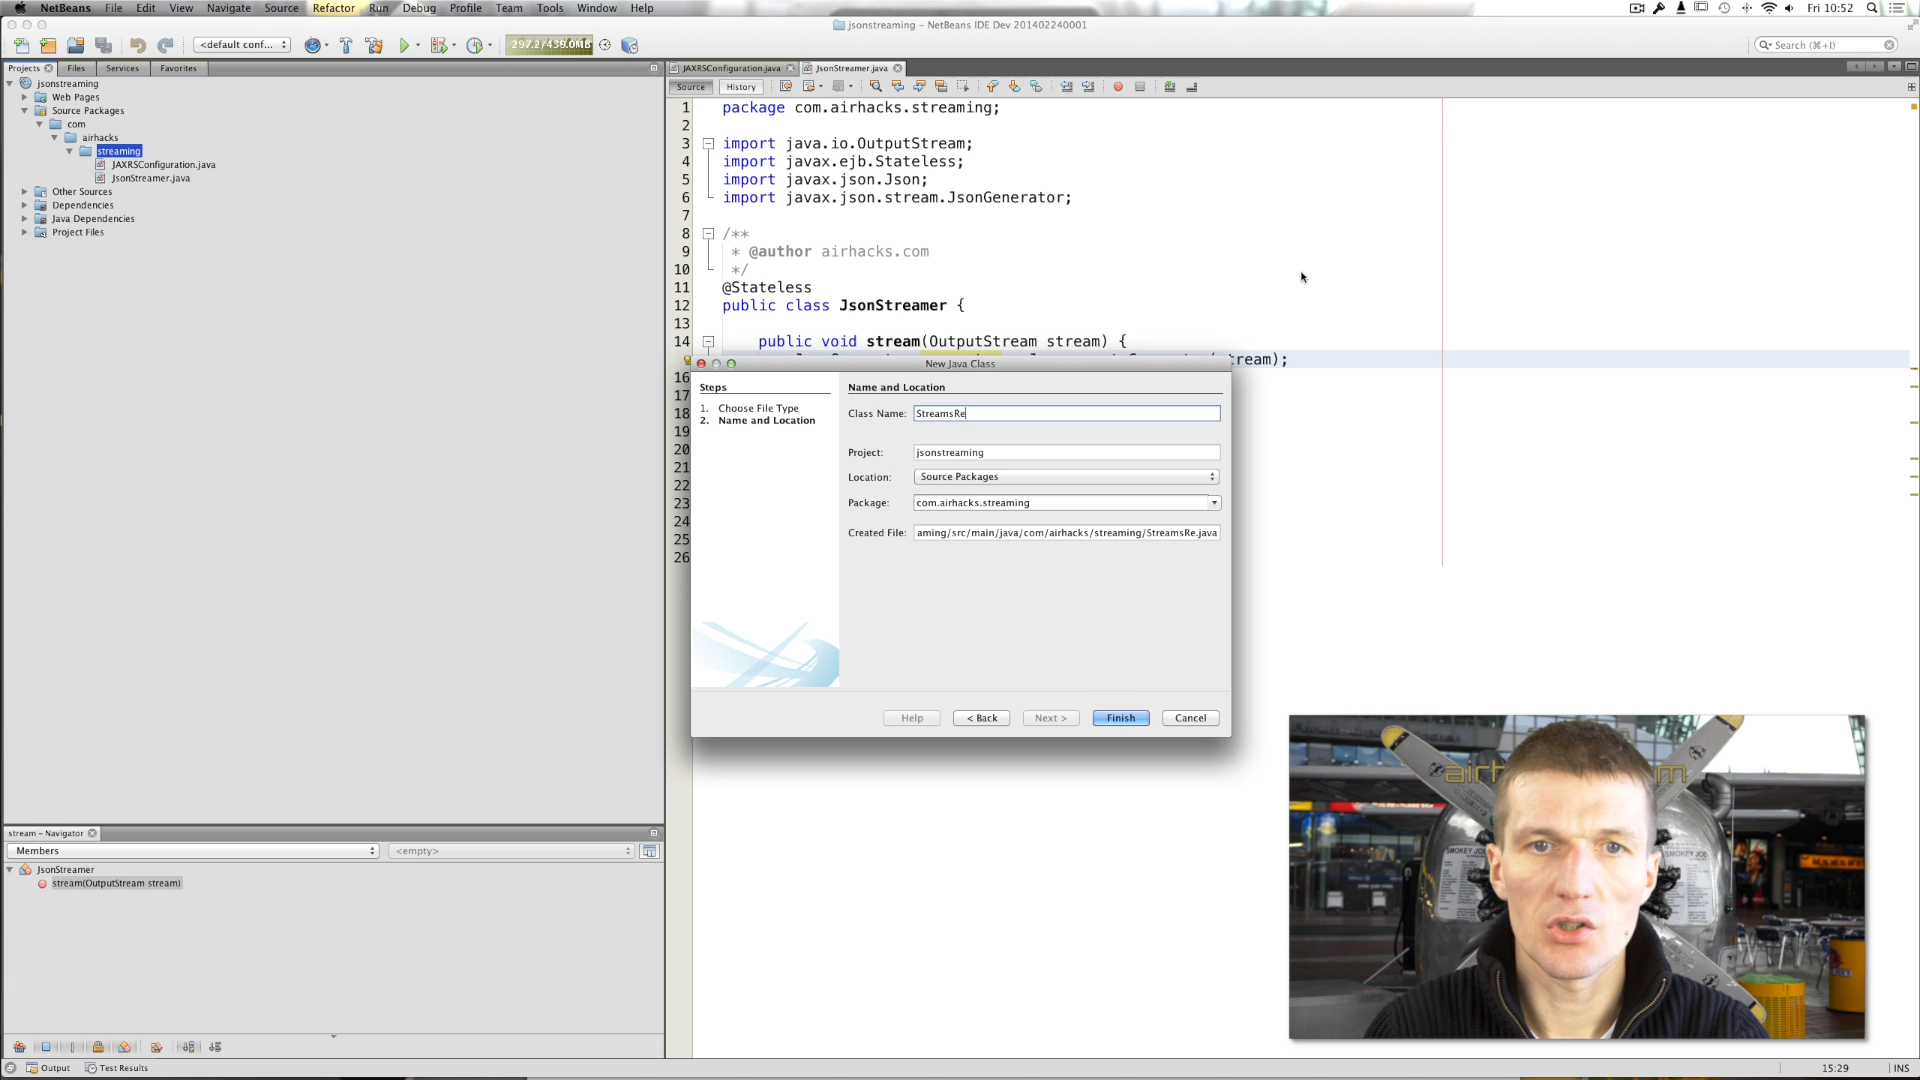 NetBeans File Edit View Navigate Source Refactor Run Debug Profile Team Tools Window Help
Fri 10:52
jsonstreaming – NetBeans IDE Dev 201402240001
<default conf...
297.2/439.0MB
Search (⌘+I)
Projects Files Services Favorites
JAXRSConfiguration.java JsonStreamer.java
Source History
jsonstreaming
Web Pages
Source Packages
com
airhacks
streaming
JAXRSConfiguration.java
JsonStreamer.java
Other Sources
Dependencies
Java Dependencies
Project Files
1 package com.airhacks.streaming;
2
3 import java.io.OutputStream;
4 import javax.ejb.Stateless;
5 import javax.json.Json;
6 import javax.json.stream.JsonGenerator;
7
8 /**
9 * @author airhacks.com
10 */
11 @Stateless
12 public class JsonStreamer {
13
14 public void stream(OutputStream stream) {
tream);
16
17
18
19
20
21
22
23
24
25
26
New Java Class
Steps
1. Choose File Type
2. Name and Location
Name and Location
Class Name: StreamsRe
Project: jsonstreaming
Location: Source Packages
Package: com.airhacks.streaming
Created File: aming/src/main/java/com/airhacks/streaming/StreamsRe.java
Help < Back Next > Finish Cancel
stream – Navigator
Members <empty>
JsonStreamer
stream(OutputStream stream)
SMOKEY JOE
SMOKEY JOE
Output Test Results
15:29 INS